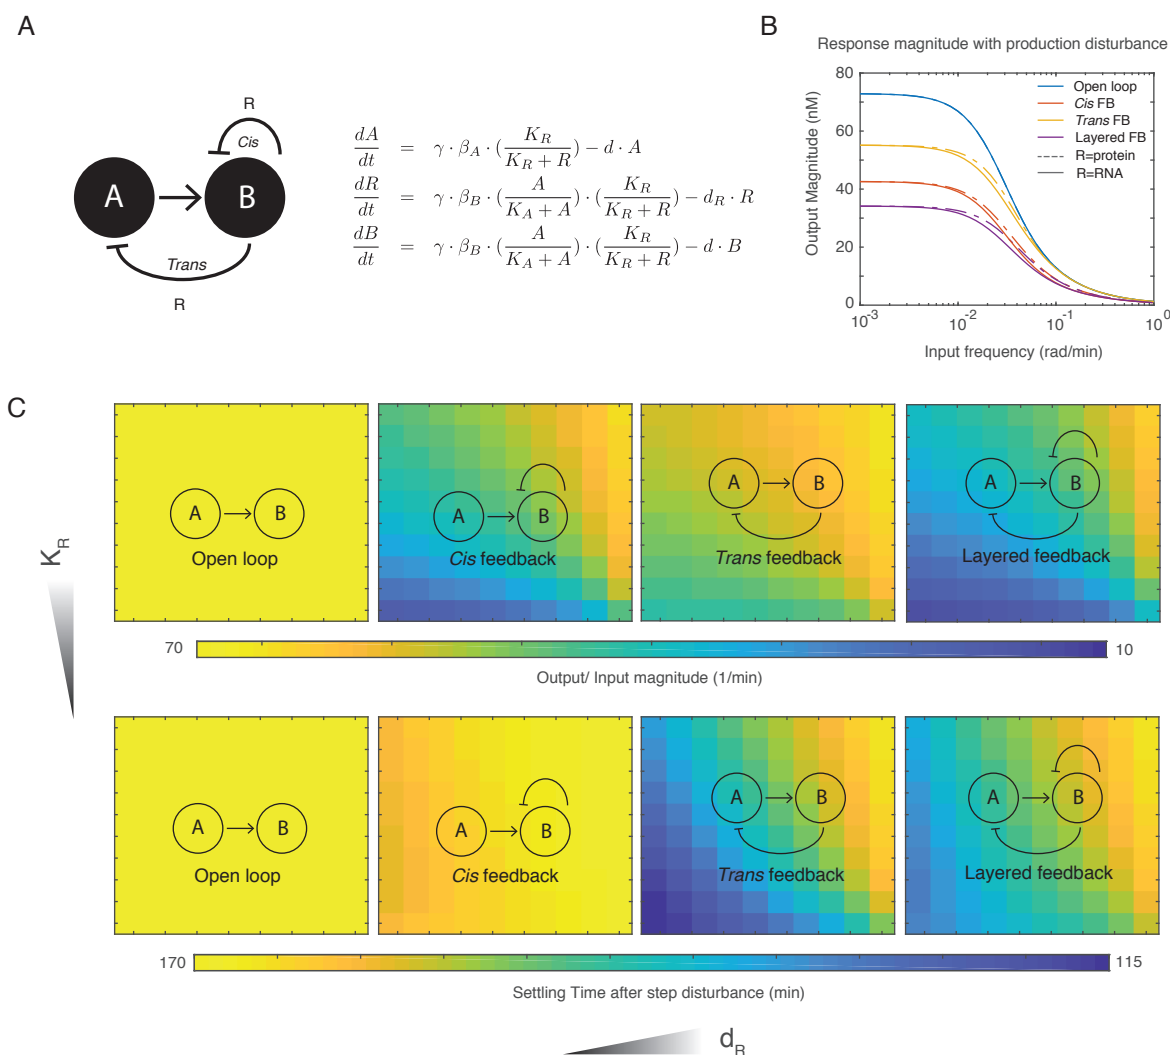 A
R
Cis
A
B
Trans
R
dA/dt = γ · β_A · (K_R/(K_R + R)) − d · A
dR/dt = γ · β_B · (A/(K_A + A)) · (K_R/(K_R + R)) − d_R · R
dB/dt = γ · β_B · (A/(K_A + A)) · (K_R/(K_R + R)) − d · B
B
Response magnitude with production disturbance
Output Magnitude (nM)
80
60
40
20
0
10^-3
10^-2
10^-1
10^0
Input frequency (rad/min)
Open loop
Cis FB
Trans FB
Layered FB
R=protein
R=RNA
C
K_R
A
B
Open loop
A
B
Cis feedback
A
B
Trans feedback
A
B
Layered feedback
70
10
Output/ Input magnitude (1/min)
A
B
Open loop
A
B
Cis feedback
A
B
Trans feedback
A
B
Layered feedback
170
115
Settling Time after step disturbance (min)
d_R